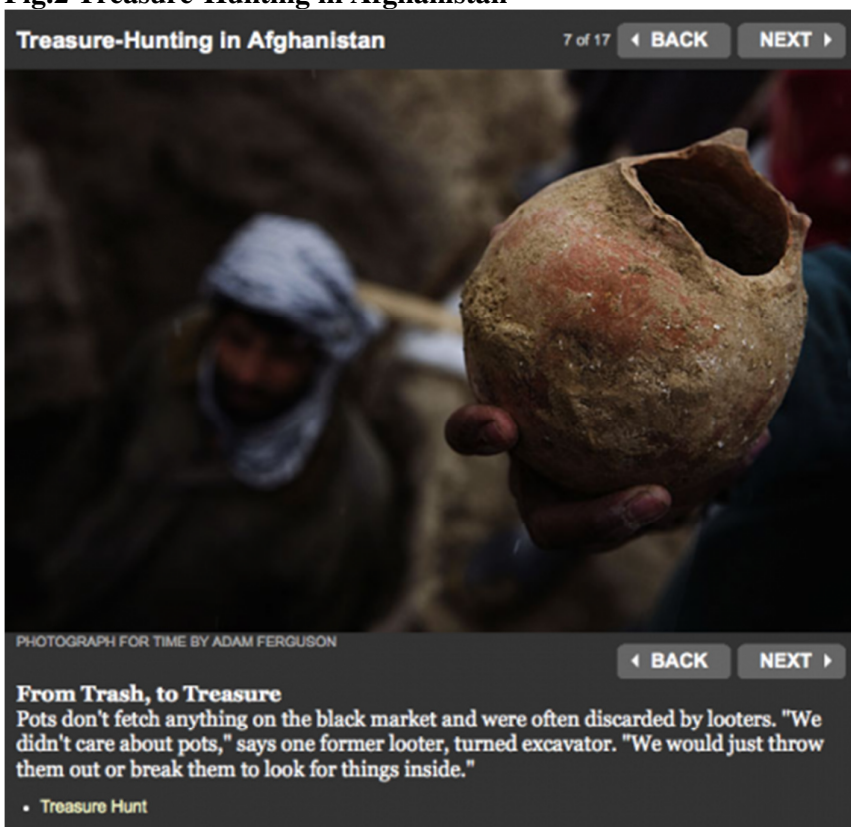 Fig.2 Treasure-Hunting in Afghanistan
Treasure-Hunting in Afghanistan 7 of 17 BACK NEXT
PHOTOGRAPH FOR TIME BY ADAM FERGUSON
BACK NEXT
From Trash, to Treasure
Pots don't fetch anything on the black market and were often discarded by looters. "We
didn't care about pots," says one former looter, turned excavator. "We would just throw
them out or break them to look for things inside."
• Treasure Hunt